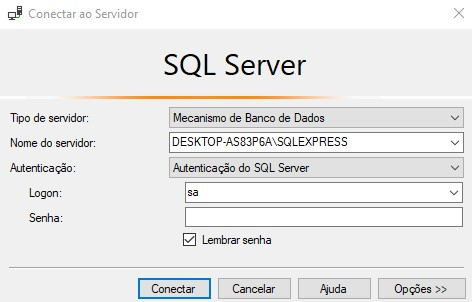 Conectar ao Servidor
SQL Server
Tipo de servidor: Mecanismo de Banco de Dados
Nome do servidor: DESKTOP-AS83P6A\SQLEXPRESS
Autenticação: Autenticação do SQL Server
Logon: sa
Senha:
Lembrar senha
Conectar Cancelar Ajuda Opções >>